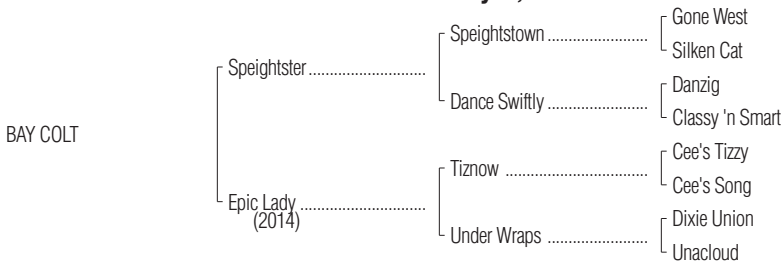 Gone West
Speightstown ..........................
Silken Cat
Speightster.............................
Danzig
Dance Swiftly ..........................
Classy 'n Smart
BAY COLT
Cee's Tizzy
Tiznow .....................................
Cee's Song
Epic Lady ................................
(2014)
Dixie Union
Under Wraps ..........................
Unacloud